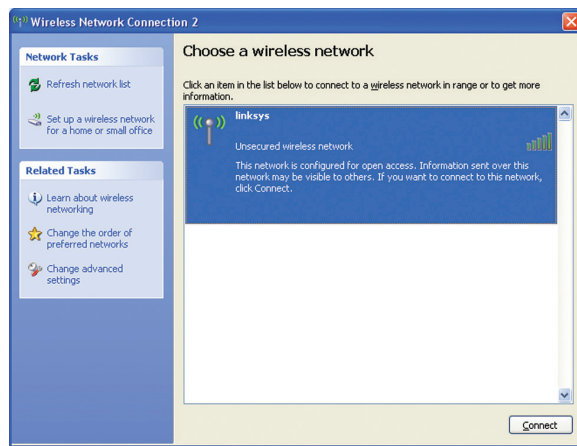 Wireless Network Connection 2
Network Tasks
Refresh network list
Set up a wireless network
for a home or small office
Related Tasks
Learn about wireless
networking
Change the order of
preferred networks
Change advanced
settings
Choose a wireless network
Click an item in the list below to connect to a wireless network in range or to get more
information.
linksys
Unsecured wireless network
This network is configured for open access. Information sent over this
network may be visible to others. If you want to connect to this network,
click Connect.
Connect